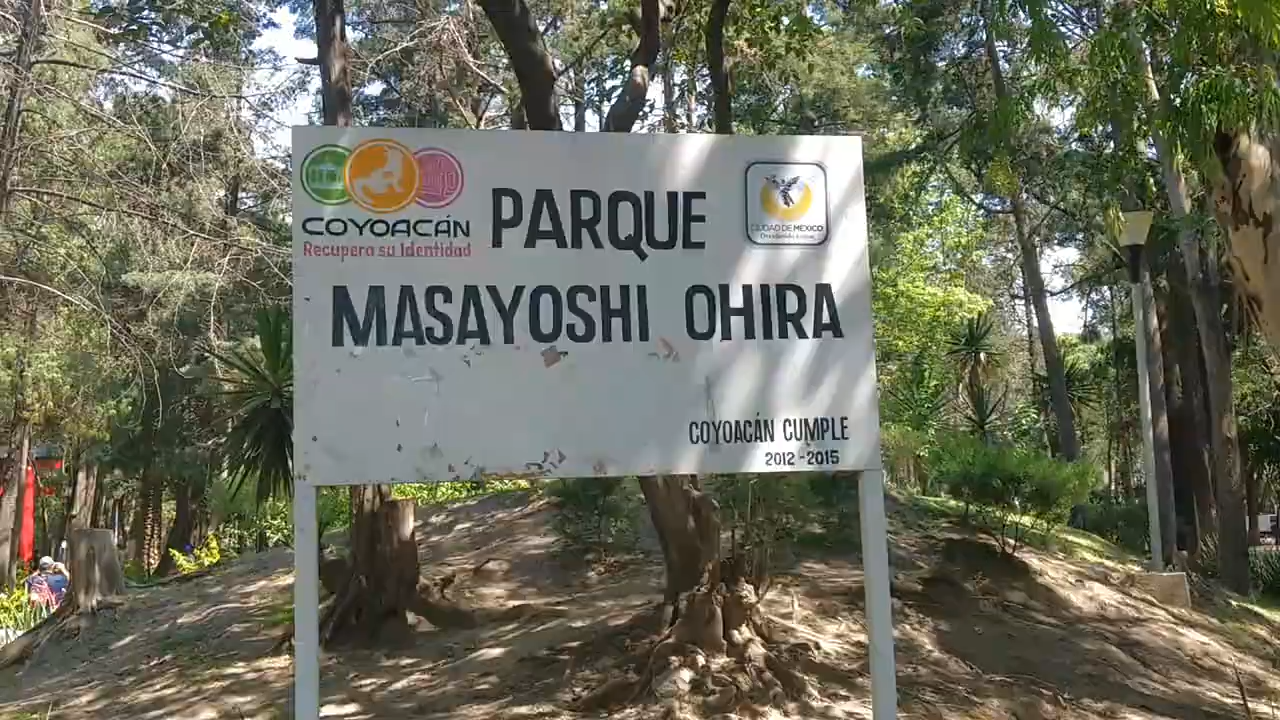 COYOACÁN
Recupera su Identidad
PARQUE
CIUDAD DE MÉXICO
MASAYOSHI OHIRA
COYOACÁN CUMPLE
2012 - 2015